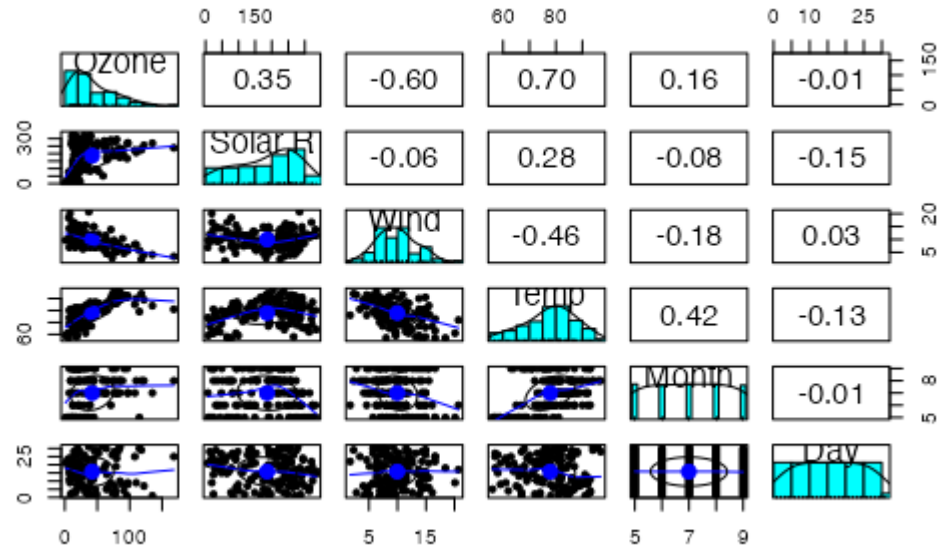 0 150 60 80 0 10 25
Ozone 0.35 -0.60 0.70 0.16 -0.01 0 150
0 300 Solar R -0.06 0.28 -0.08 -0.15
Wind -0.46 -0.18 0.03 5 20
60 Temp 0.42 -0.13
Month -0.01 5 8
0 25 Day
0 100 5 15 5 7 9